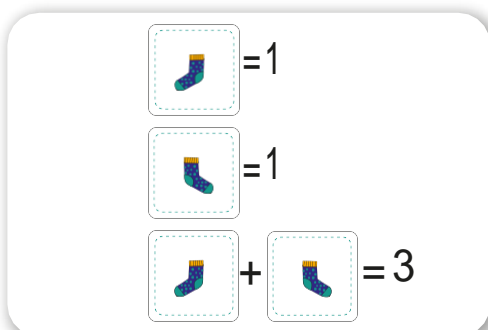 =1
=1
+ = 3